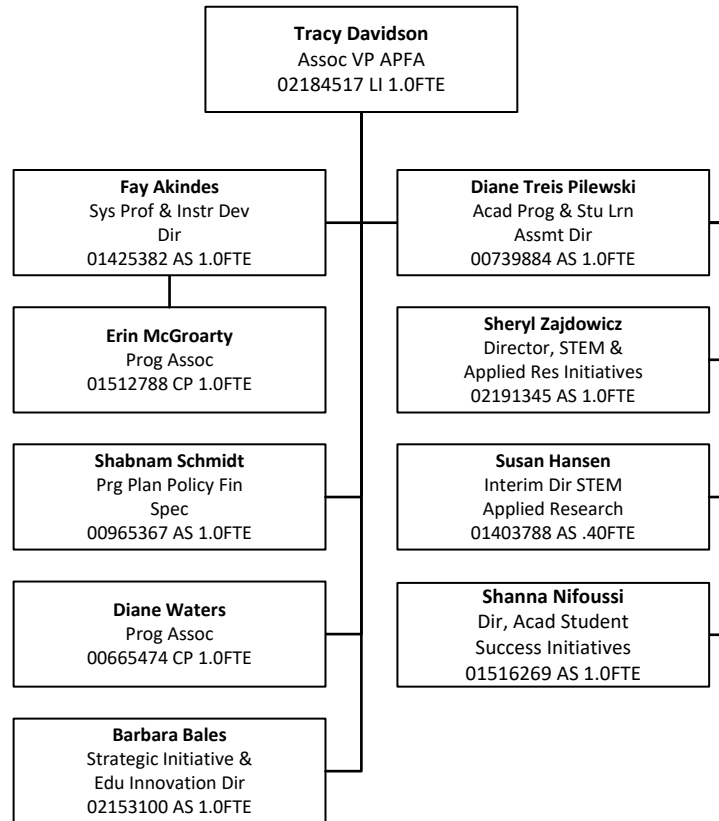 Tracy Davidson
Assoc VP APFA
02184517 LI 1.0FTE
Fay Akindes
Sys Prof & Instr Dev
Dir
01425382 AS 1.0FTE
Diane Treis Pilewski
Acad Prog & Stu Lrn
Assmt Dir
00739884 AS 1.0FTE
Erin McGroarty
Prog Assoc
01512788 CP 1.0FTE
Sheryl Zajdowicz
Director, STEM &
Applied Res Initiatives
02191345 AS 1.0FTE
Shabnam Schmidt
Prg Plan Policy Fin
Spec
00965367 AS 1.0FTE
Susan Hansen
Interim Dir STEM
Applied Research
01403788 AS .40FTE
Diane Waters
Prog Assoc
00665474 CP 1.0FTE
Shanna Nifoussi
Dir, Acad Student
Success Initiatives
01516269 AS 1.0FTE
Barbara Bales
Strategic Initiative &
Edu Innovation Dir
02153100 AS 1.0FTE